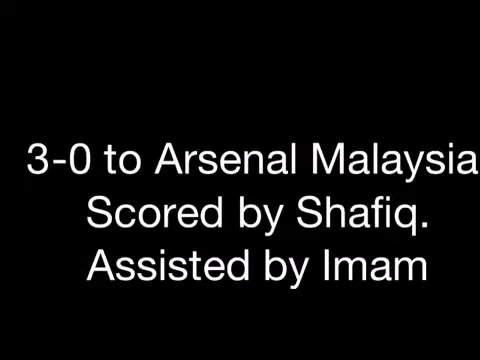 3-0 to Arsenal Malaysia
Scored by Shafiq.
Assisted by Imam